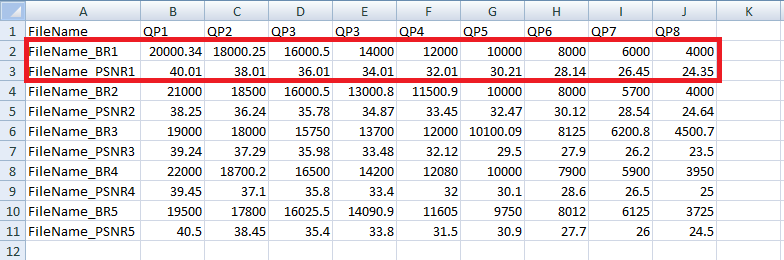 A B C D E F G H I J K
1 FileName QP1 QP2 QP3 QP3 QP4 QP5 QP6 QP7 QP8
2 FileName_BR1 20000.34 18000.25 16000.5 14000 12000 10000 8000 6000 4000
3 FileName_PSNR1 40.01 38.01 36.01 34.01 32.01 30.21 28.14 26.45 24.35
4 FileName_BR2 21000 18500 16000.5 13000.8 11500.9 10000 8000 5700 4000
5 FileName_PSNR2 38.25 36.24 35.78 34.87 33.45 32.47 30.12 28.54 24.64
6 FileName_BR3 19000 18000 15750 13700 12000 10100.09 8125 6200.8 4500.7
7 FileName_PSNR3 39.24 37.29 35.98 33.48 32.12 29.5 27.9 26.2 23.5
8 FileName_BR4 22000 18700.2 16500 14200 12080 10000 7900 5900 3950
9 FileName_PSNR4 39.45 37.1 35.8 33.4 32 30.1 28.6 26.5 25
10 FileName_BR5 19500 17800 16025.5 14090.9 11605 9750 8012 6125 3725
11 FileName_PSNR5 40.5 38.45 35.4 33.8 31.5 30.9 27.7 26 24.5
12